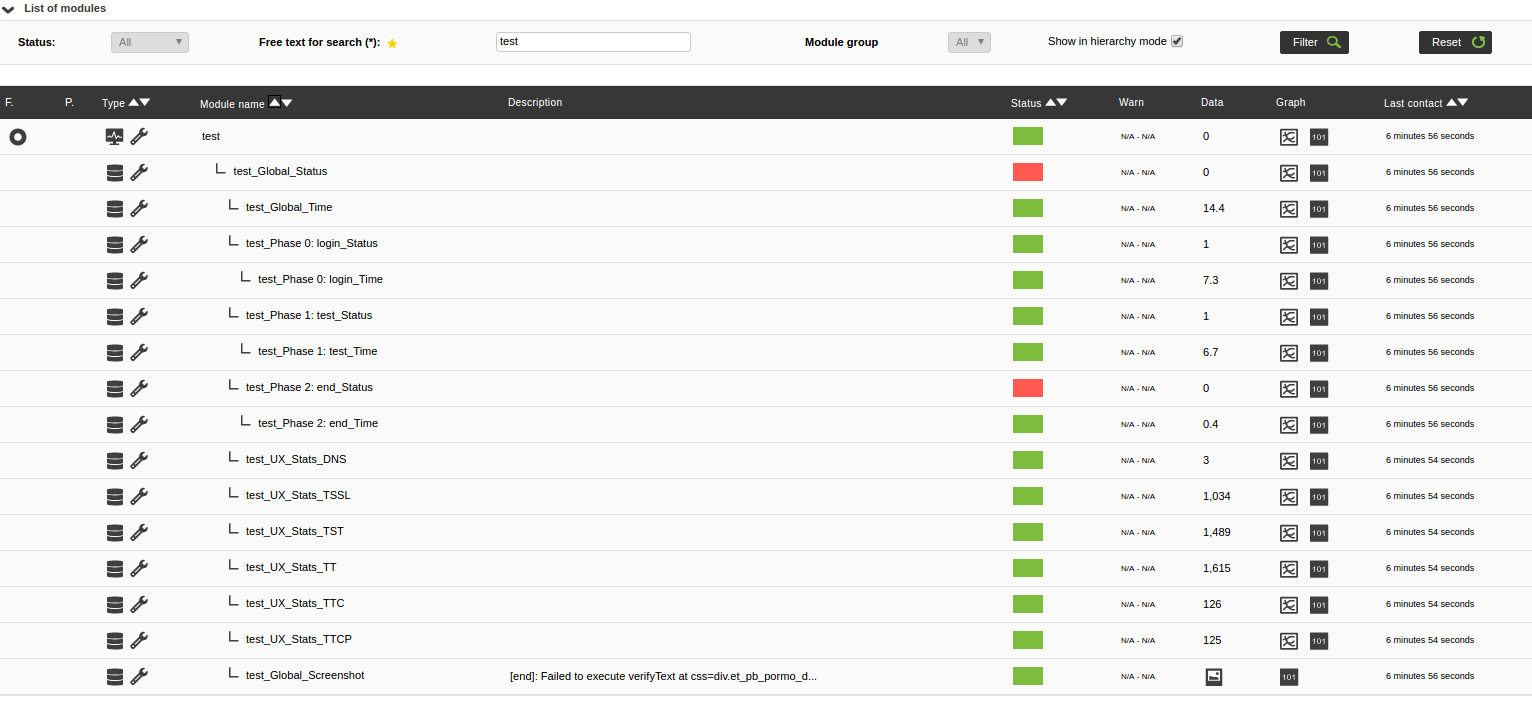 List of modules
Status: All Free text for search (*): test Module group All Show in hierarchy mode Filter Reset
F. P. Type Module name Description Status Warn Data Graph Last contact
test N/A - N/A 0 101 6 minutes 56 seconds
test_Global_Status N/A - N/A 0 101 6 minutes 56 seconds
test_Global_Time N/A - N/A 14.4 101 6 minutes 56 seconds
test_Phase 0: login_Status N/A - N/A 1 101 6 minutes 56 seconds
test_Phase 0: login_Time N/A - N/A 7.3 101 6 minutes 56 seconds
test_Phase 1: test_Status N/A - N/A 1 101 6 minutes 56 seconds
test_Phase 1: test_Time N/A - N/A 6.7 101 6 minutes 56 seconds
test_Phase 2: end_Status N/A - N/A 0 101 6 minutes 56 seconds
test_Phase 2: end_Time N/A - N/A 0.4 101 6 minutes 56 seconds
test_UX_Stats_DNS N/A - N/A 3 101 6 minutes 54 seconds
test_UX_Stats_TSSL N/A - N/A 1,034 101 6 minutes 54 seconds
test_UX_Stats_TST N/A - N/A 1,489 101 6 minutes 54 seconds
test_UX_Stats_TT N/A - N/A 1,615 101 6 minutes 54 seconds
test_UX_Stats_TTC N/A - N/A 126 101 6 minutes 54 seconds
test_UX_Stats_TTCP N/A - N/A 125 101 6 minutes 54 seconds
test_Global_Screenshot [end]: Failed to execute verifyText at css=div.et_pb_pormo_d... N/A - N/A 101 6 minutes 56 seconds